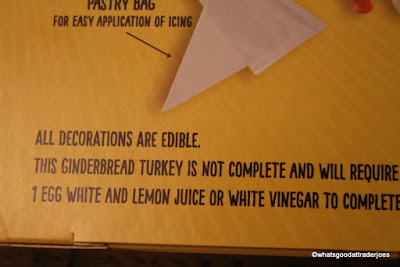 PASTRY BAG
FOR EASY APPLICATION OF ICING
ALL DECORATIONS ARE EDIBLE.
THIS GINDERBREAD TURKEY IS NOT COMPLETE AND WILL REQUIRE
1 EGG WHITE AND LEMON JUICE OR WHITE VINEGAR TO COMPLETE
©whatsgoodattraderjoes